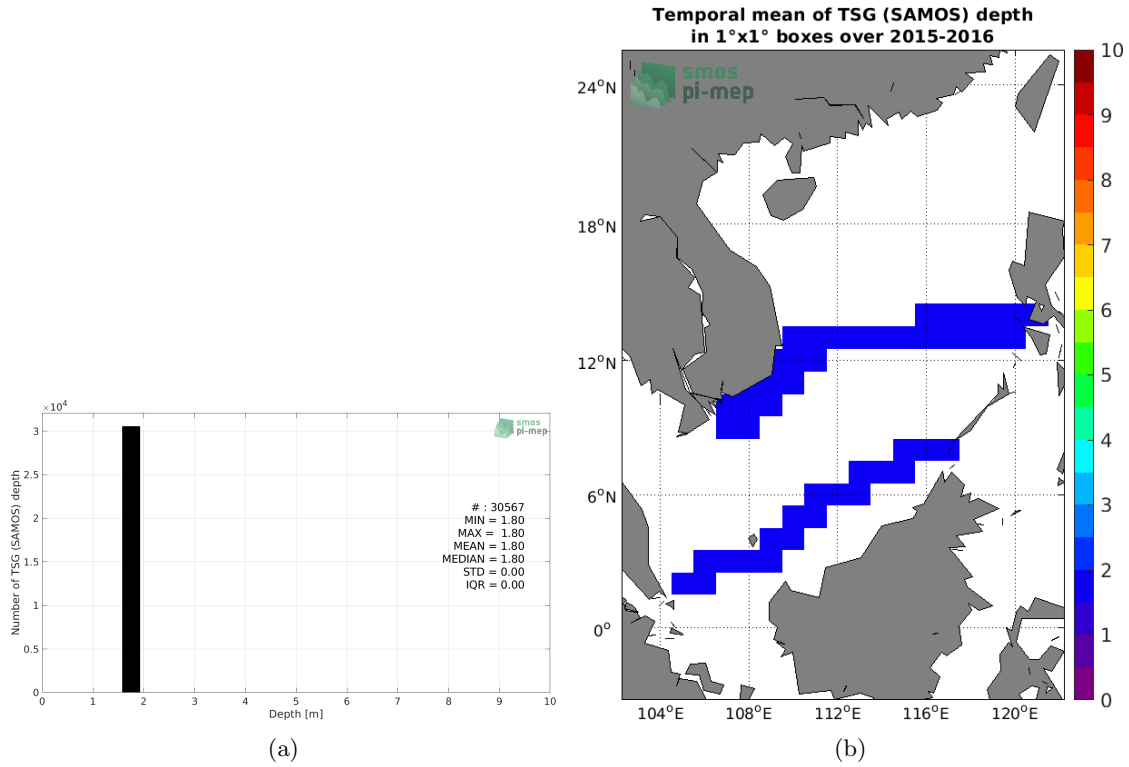 Temporal mean of TSG (SAMOS) depth
in 1°x1° boxes over 2015-2016
smos
pi-mep
24°N
18°N
12°N
6°N
0°
104°E
108°E
112°E
116°E
120°E
10
9
8
7
6
5
4
3
2
1
0
×10⁴
smos
pi-mep
Number of TSG (SAMOS) depth
3
2.5
2
1.5
1
0.5
0
# : 30567
MIN = 1.80
MAX = 1.80
MEAN = 1.80
MEDIAN = 1.80
STD = 0.00
IQR = 0.00
0 1 2 3 4 5 6 7 8 9 10
Depth [m]
(a)
(b)